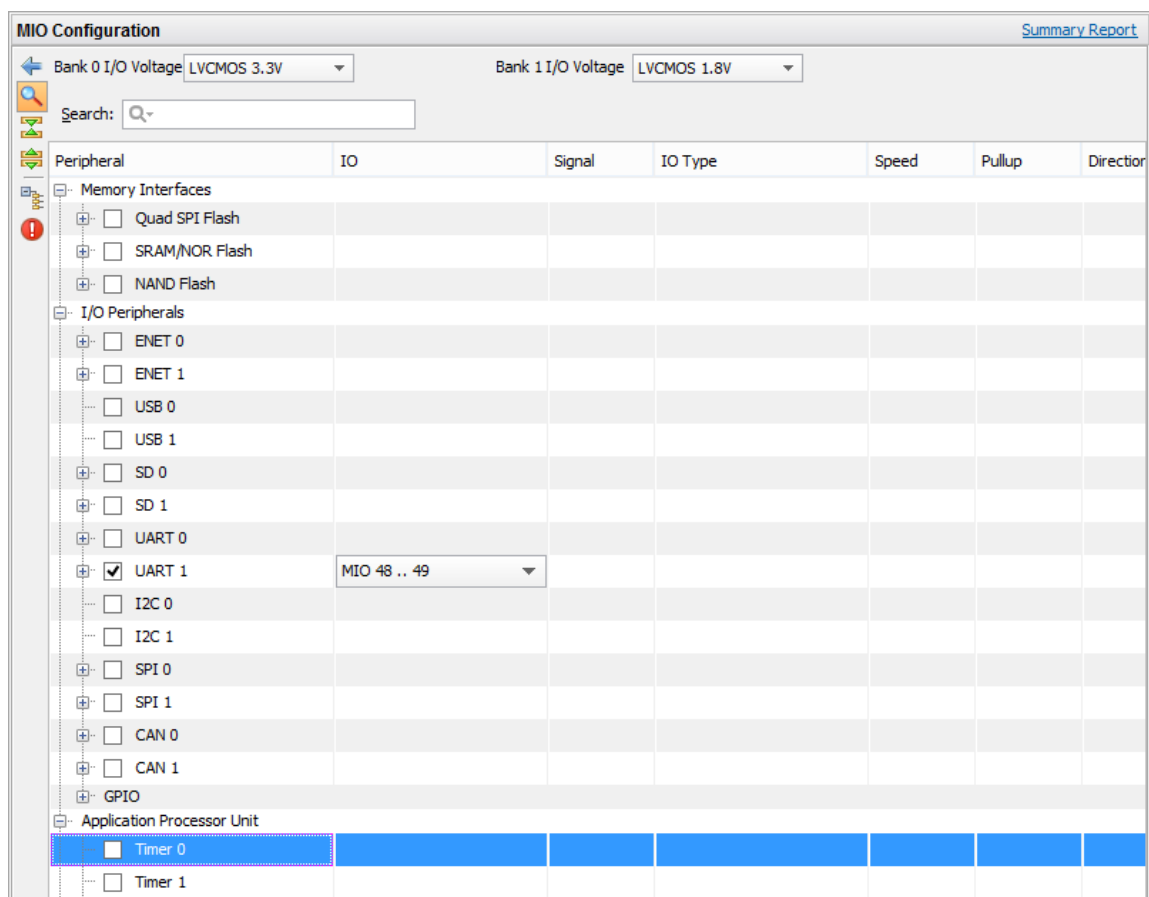 MIO Configuration Summary Report
Bank 0 I/O Voltage LVCMOS 3.3V Bank 1 I/O Voltage LVCMOS 1.8V
Search:
Peripheral IO Signal IO Type Speed Pullup Direction
Memory Interfaces
Quad SPI Flash
SRAM/NOR Flash
NAND Flash
I/O Peripherals
ENET 0
ENET 1
USB 0
USB 1
SD 0
SD 1
UART 0
UART 1 MIO 48 .. 49
I2C 0
I2C 1
SPI 0
SPI 1
CAN 0
CAN 1
GPIO
Application Processor Unit
Timer 0
Timer 1